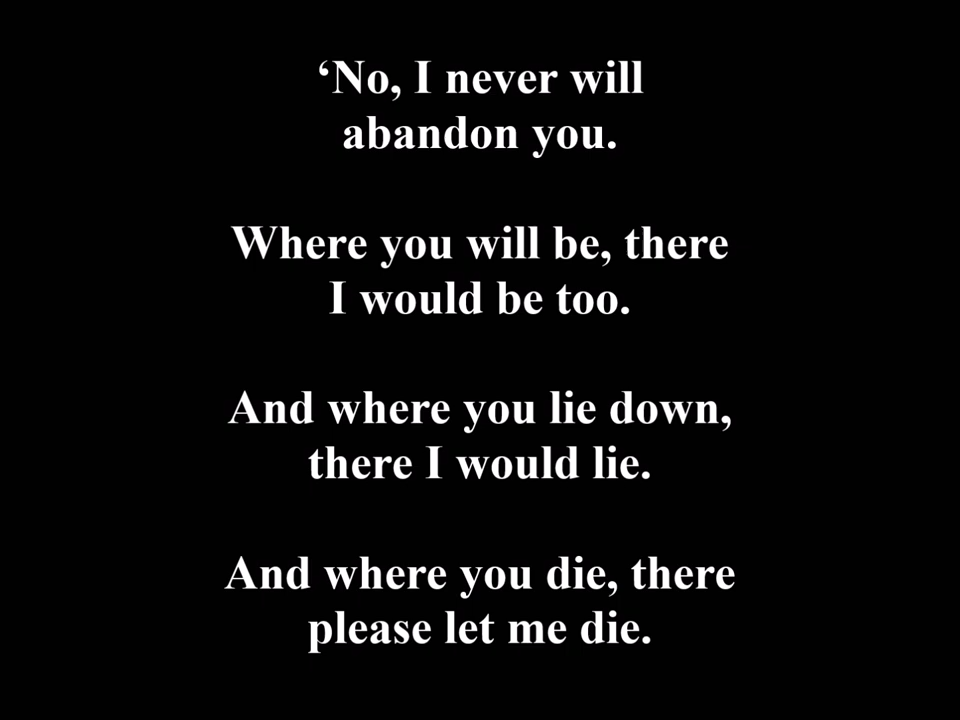 ‘No, I never will
abandon you.
Where you will be, there
I would be too.
And where you lie down,
there I would lie.
And where you die, there
please let me die.